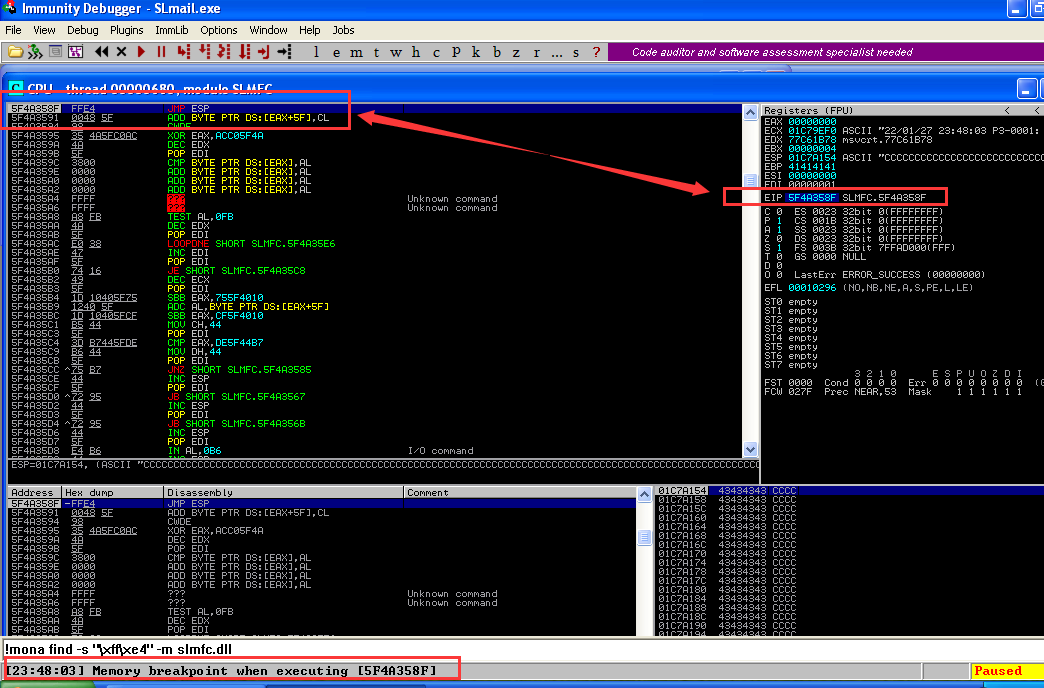 Immunity Debugger - SLmail.exe
File View Debug Plugins ImmLib Options Window Help Jobs
l e m t w h c P k b z r ... s ?
Code auditor and software assessment specialist needed
C CPU - thread 00000680, module SLMFC
5F4A358F FFE4 JMP ESP
5F4A3591 0048 5F ADD BYTE PTR DS:[EAX+5F],CL
5F4A3594 98 CWDE
5F4A3595 35 4A5FC0AC XOR EAX,ACC05F4A
5F4A359A 4A DEC EDX
5F4A359B 5F POP EDI
5F4A359C 3800 CMP BYTE PTR DS:[EAX],AL
5F4A359E 0000 ADD BYTE PTR DS:[EAX],AL
5F4A35A0 0000 ADD BYTE PTR DS:[EAX],AL
5F4A35A2 0000 ADD BYTE PTR DS:[EAX],AL
5F4A35A4 FFFF ??? Unknown command
5F4A35A6 FFFF ??? Unknown command
5F4A35A8 A8 FB TEST AL,0FB
5F4A35AA 4A DEC EDX
5F4A35AB 5F POP EDI
5F4A35AC E0 38 LOOPDNE SHORT SLMFC.5F4A35E6
5F4A35AE 47 INC EDI
5F4A35AF 5F POP EDI
5F4A35B0 74 16 JE SHORT SLMFC.5F4A35C8
5F4A35B2 49 DEC ECX
5F4A35B3 5F POP EDI
5F4A35B4 1D 10405F75 SBB EAX,755F4010
5F4A35B9 1240 5F ADC AL,BYTE PTR DS:[EAX+5F]
5F4A35BC 1D 10405FCF SBB EAX,CF5F4010
5F4A35C1 B5 44 MOV CH,44
5F4A35C3 5F POP EDI
5F4A35C4 3D B7445FDE CMP EAX,DE5F44B7
5F4A35C9 B6 44 MOV DH,44
5F4A35CB 5F POP EDI
5F4A35CC ^75 B7 JNZ SHORT SLMFC.5F4A3585
5F4A35CE 44 INC ESP
5F4A35CF 5F POP EDI
5F4A35D0 ^72 95 JB SHORT SLMFC.5F4A3567
5F4A35D2 44 INC ESP
5F4A35D3 5F POP EDI
5F4A35D4 ^72 95 JB SHORT SLMFC.5F4A356B
5F4A35D6 44 INC ESP
5F4A35D7 5F POP EDI
5F4A35D8 E4 B6 IN AL,0B6 I/O command
Registers (FPU) < <
EAX 00000000
ECX 01C79EF0 ASCII "22/01/27 23:48:03 P3-0001:
EDX 77C61B78 msvcrt.77C61B78
EBX 00000004
ESP 01C7A154 ASCII "CCCCCCCCCCCCCCCCCCCCCCCCCC
EBP 41414141
ESI 00000000
EDI 00000001
EIP 5F4A358F SLMFC.5F4A358F
C 0 ES 0023 32bit 0(FFFFFFFF)
P 1 CS 001B 32bit 0(FFFFFFFF)
A 1 SS 0023 32bit 0(FFFFFFFF)
Z 0 DS 0023 32bit 0(FFFFFFFF)
S 1 FS 003B 32bit 7FFAD000(FFF)
T 0 GS 0000 NULL
D 0
O 0 LastErr ERROR_SUCCESS (00000000)
EFL 00010296 (NO,NB,NE,A,S,PE,L,LE)
ST0 empty
ST1 empty
ST2 empty
ST3 empty
ST4 empty
ST5 empty
ST6 empty
ST7 empty
3 2 1 0 E S P U O Z D I
FST 0000 Cond 0 0 0 0 Err 0 0 0 0 0 0 0 0 (G
FCW 027F Prec NEAR,53 Mask 1 1 1 1 1 1
Address Hex dump Disassembly Comment
5F4A358F -FFE4 JMP ESP
5F4A3591 0048 5F ADD BYTE PTR DS:[EAX+5F],CL
5F4A3594 98 CWDE
5F4A3595 35 4A5FC0AC XOR EAX,ACC05F4A
5F4A359A 4A DEC EDX
5F4A359B 5F POP EDI
5F4A359C 3800 CMP BYTE PTR DS:[EAX],AL
5F4A359E 0000 ADD BYTE PTR DS:[EAX],AL
5F4A35A0 0000 ADD BYTE PTR DS:[EAX],AL
5F4A35A2 0000 ADD BYTE PTR DS:[EAX],AL
5F4A35A4 FFFF ??? Unknown command
5F4A35A6 FFFF ??? Unknown command
5F4A35A8 A8 FB TEST AL,0FB
5F4A35AA 4A DEC EDX
5F4A35AB 5F POP EDI
01C7A154 43434343 CCCC
01C7A158 43434343 CCCC
01C7A15C 43434343 CCCC
01C7A160 43434343 CCCC
01C7A164 43434343 CCCC
01C7A168 43434343 CCCC
01C7A16C 43434343 CCCC
01C7A170 43434343 CCCC
01C7A174 43434343 CCCC
01C7A178 43434343 CCCC
01C7A17C 43434343 CCCC
01C7A180 43434343 CCCC
01C7A184 43434343 CCCC
01C7A188 43434343 CCCC
01C7A18C 43434343 CCCC
01C7A190 43434343 CCCC
01C7A194 43434343 CCCC
!mona find -s "\xff\xe4" -m slmfc.dll
[23:48:03] Memory breakpoint when executing [5F4A358F]
Paused